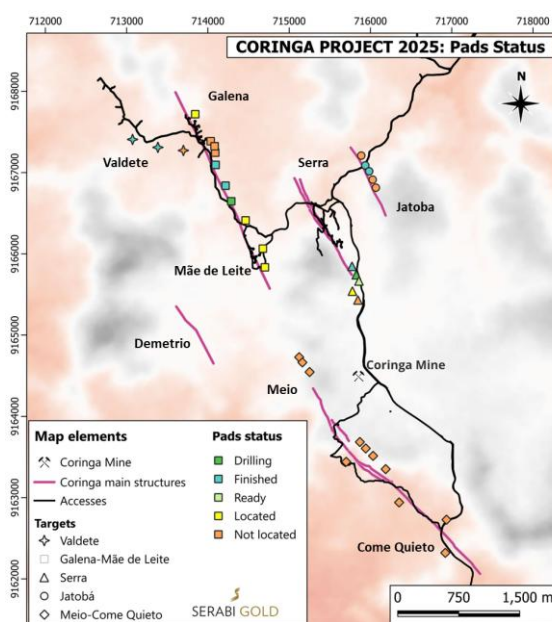 712000 713000 714000 715000 716000 717000 718000
CORINGA PROJECT 2025: Pads Status
N
9168000
9167000
9166000
9165000
9164000
9163000
9162000
Galena
Valdete
Serra
Jatoba
Mãe de Leite
Demetrio
Coringa Mine
Meio
Come Quieto
Map elements
Coringa Mine
Coringa main structures
Accesses
Targets
Valdete
Galena-Mãe de Leite
Serra
Jatobá
Meio-Come Quieto
Pads status
Drilling
Finished
Ready
Located
Not located
SERABI GOLD
0 750 1,500 m